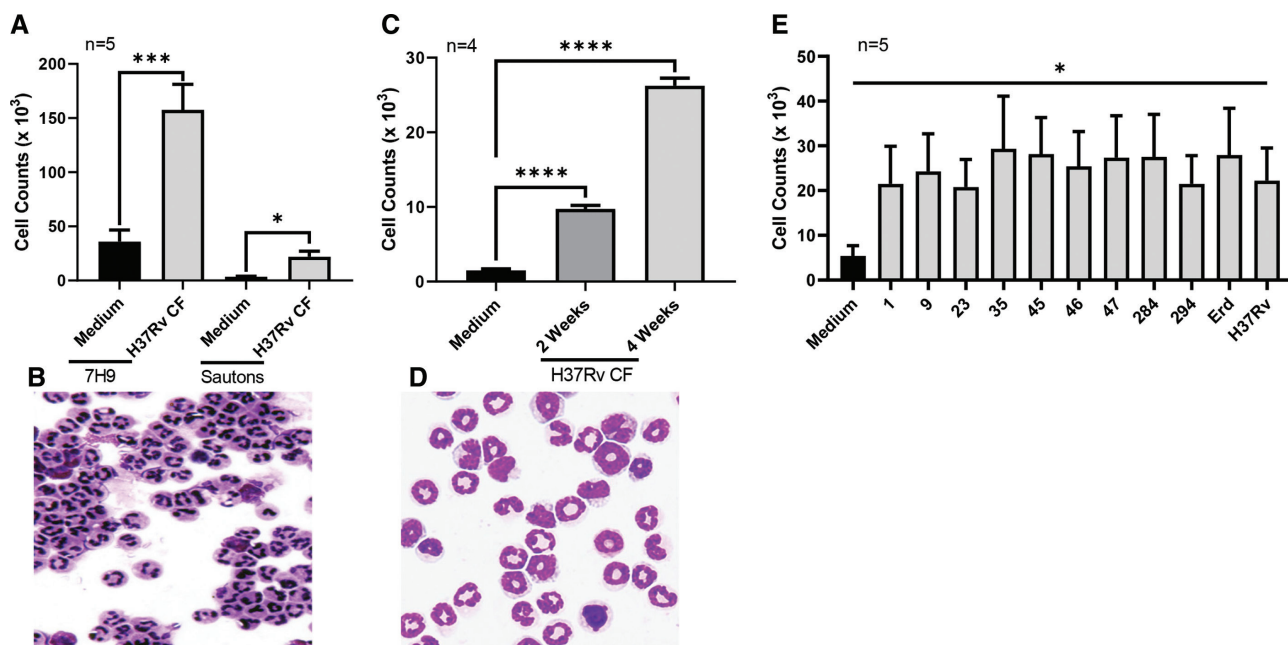 A
n=5
***
*
Cell Counts (x 10³)
200
150
100
50
0
Medium
H37Rv CF
Medium
H37Rv CF
7H9
Sautons
B
C
n=4
****
****
Cell Counts (x 10³)
30
20
10
0
Medium
2 Weeks
4 Weeks
H37Rv CF
D
E
n=5
*
Cell Counts (x 10³)
50
40
30
20
10
0
Medium
1
9
23
35
45
46
47
284
294
Erd
H37Rv